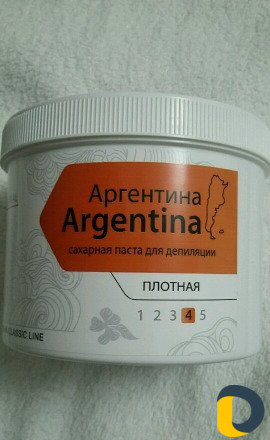 Аргентина
Argentina
сахарная паста для депиляции
ПЛОТНАЯ
1 2 3 4 5
CLASSIC LINE